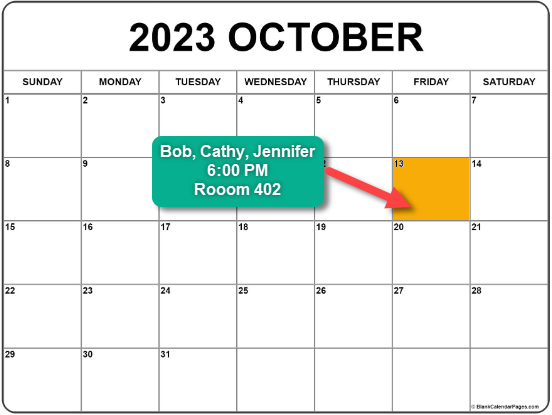 2023 OCTOBER
SUNDAY MONDAY TUESDAY WEDNESDAY THURSDAY FRIDAY SATURDAY
1 2 3 4 5 6 7
Bob, Cathy, Jennifer
6:00 PM
Rooom 402
8 9 13 14
15 16 17 18 19 20 21
22 23 24 25 26 27 28
29 30 31
© BlankCalendarPages.com